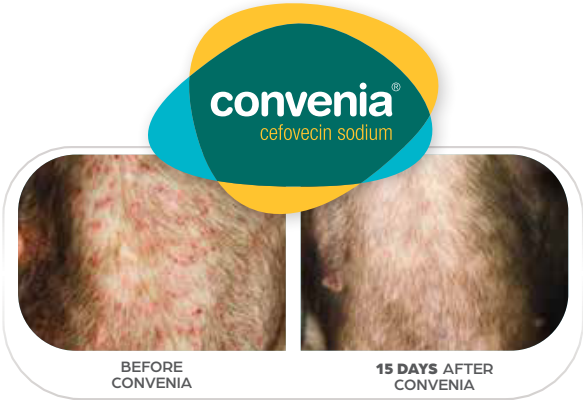 convenia®
cefovecin sodium
BEFORE
CONVENIA
15 DAYS AFTER
CONVENIA